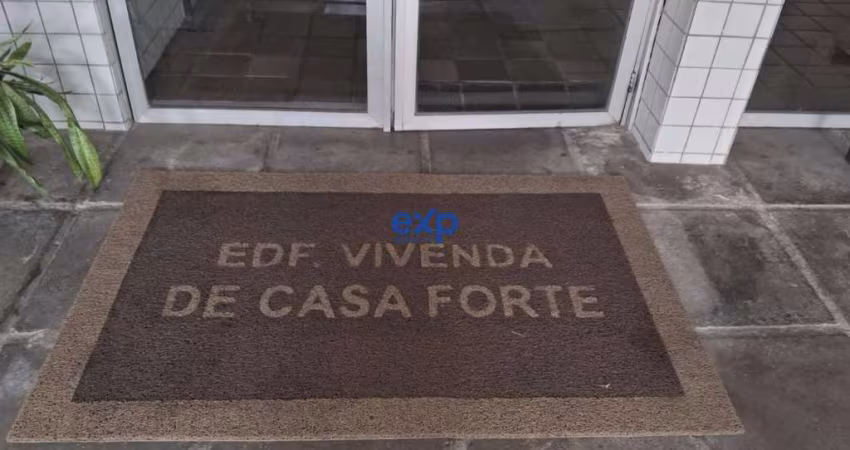 exp
EDF. VIVENDA
DE CASA FORTE